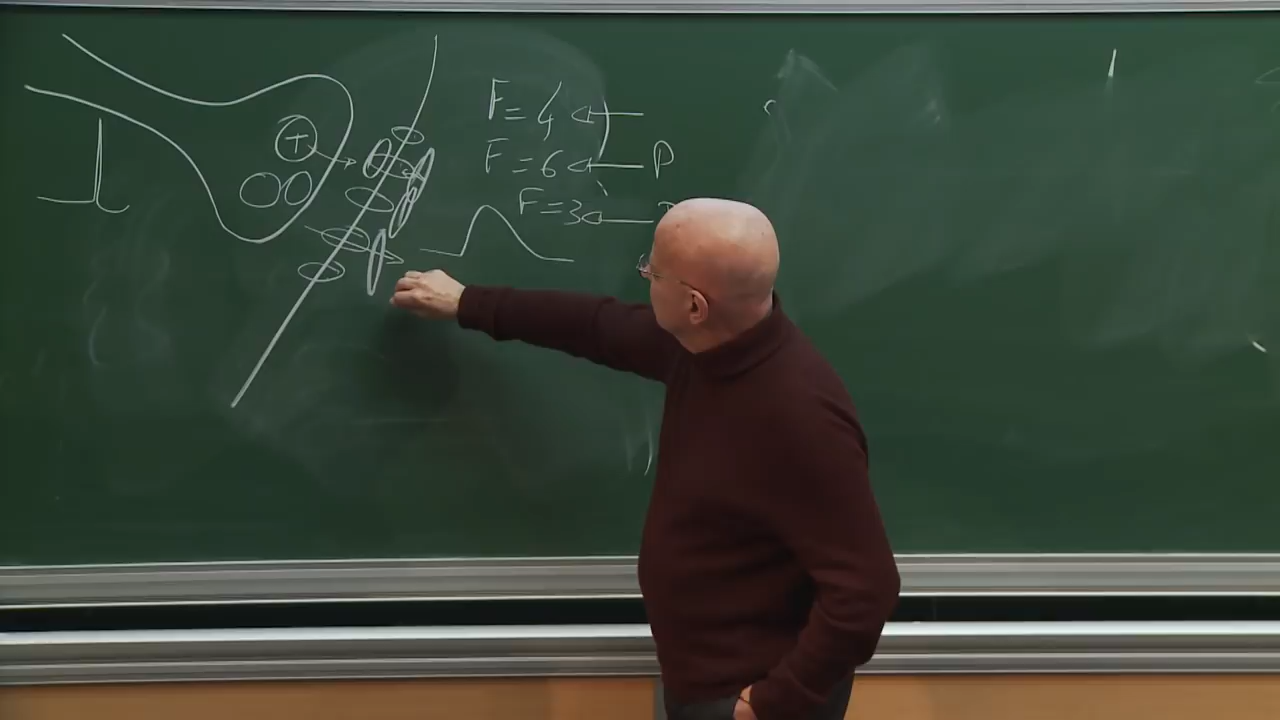 +
F = 4 ←
F = 6 ← P
F = 3 ←